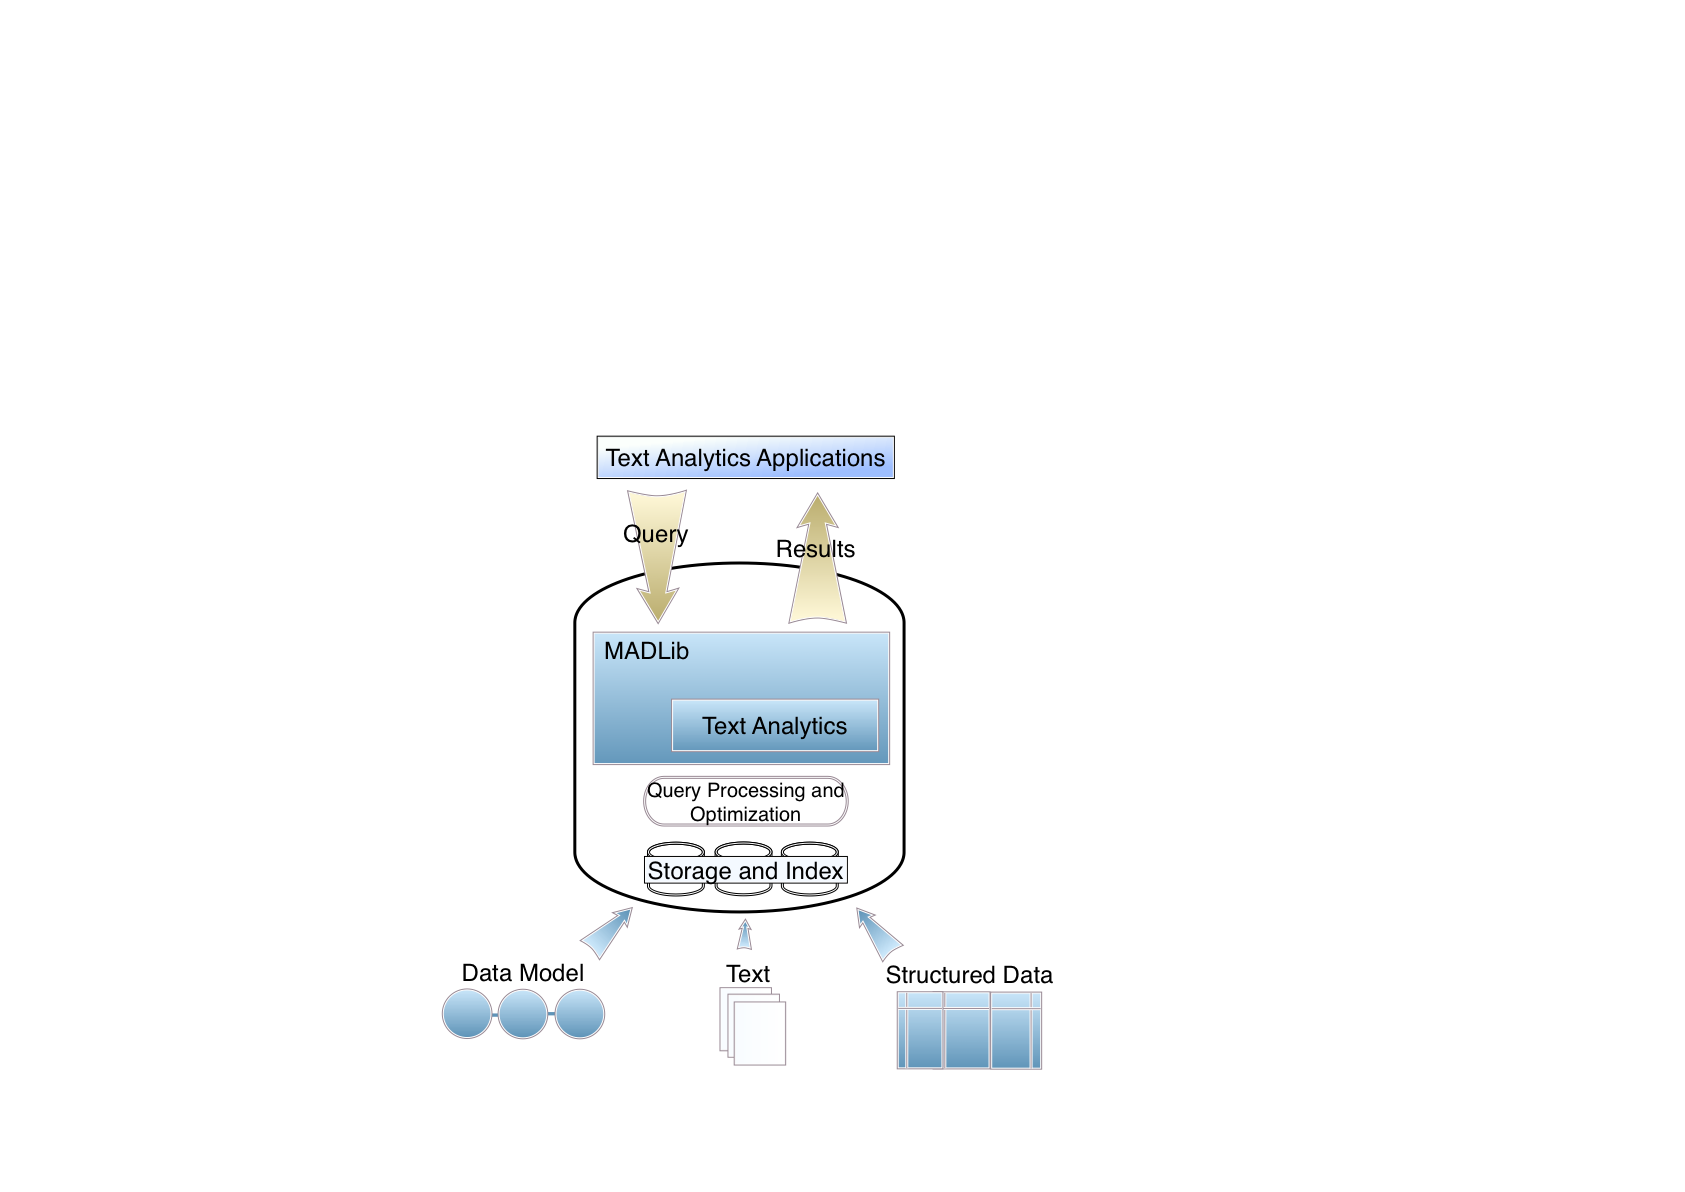 Text Analytics Applications
Query
Results
MADLib
Text Analytics
Query Processing and
Optimization
Storage and Index
Data Model
Text
Structured Data